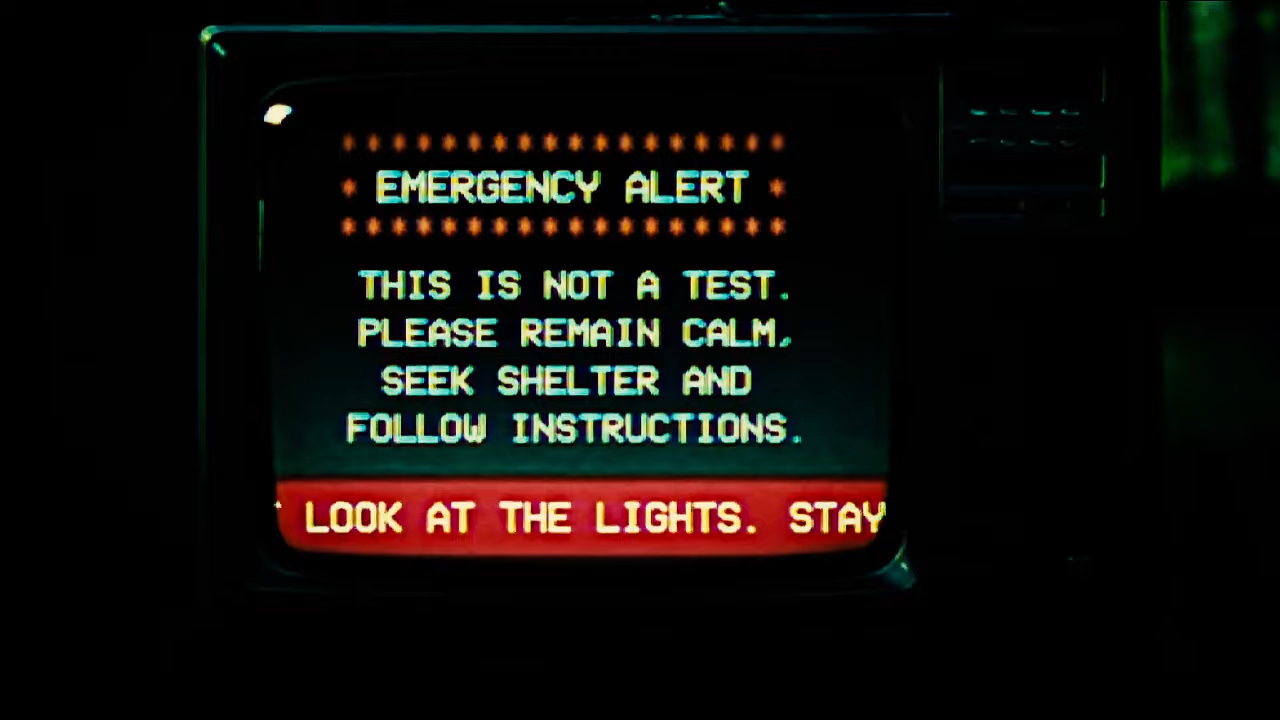 * * * * * * * * * * * * * * * * * *
* EMERGENCY ALERT *
* * * * * * * * * * * * * * * * * *
THIS IS NOT A TEST.
PLEASE REMAIN CALM,
SEEK SHELTER AND
FOLLOW INSTRUCTIONS.
LOOK AT THE LIGHTS. STAY